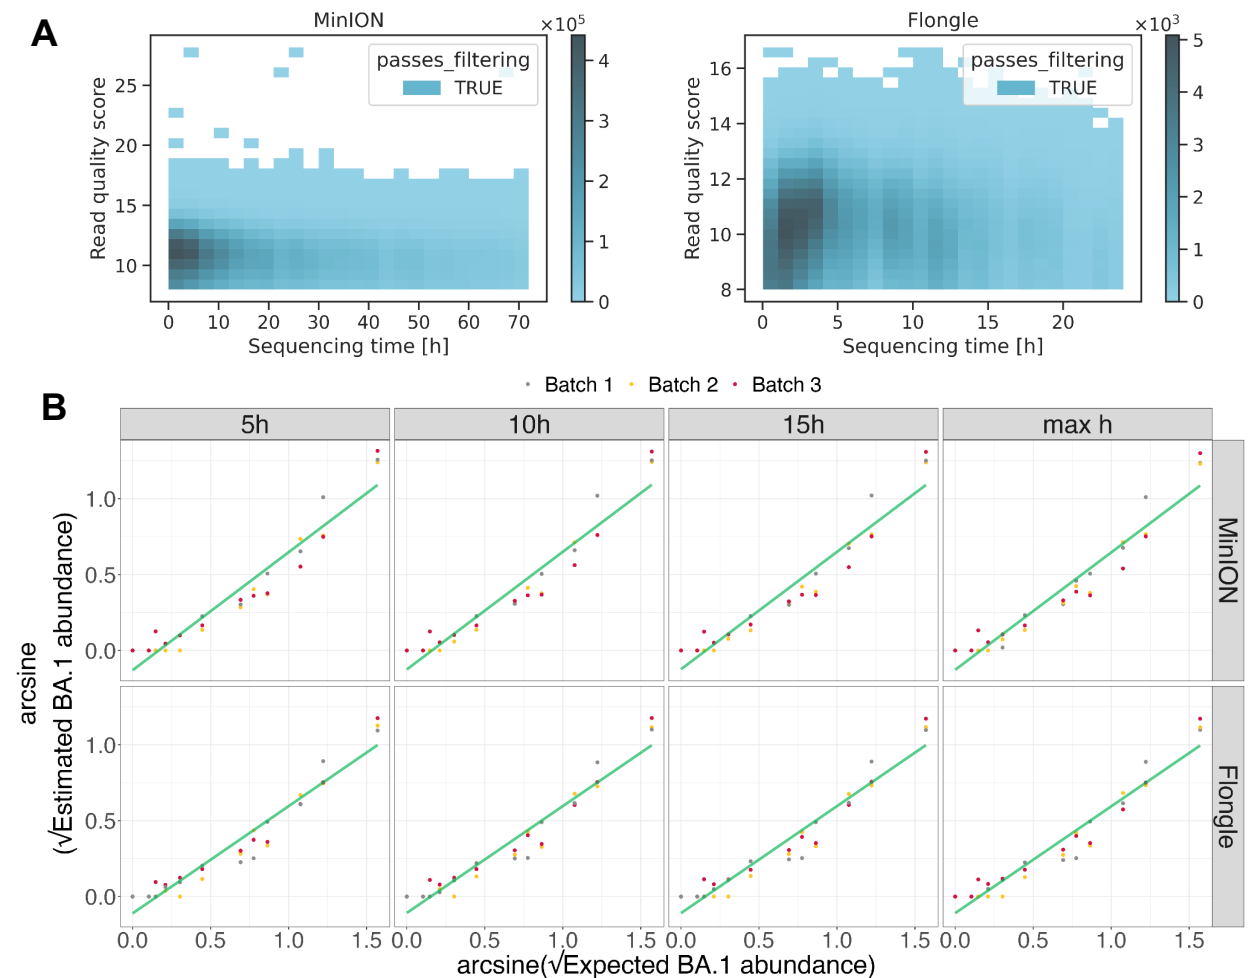 A
MinION
×10⁵
Flongle
×10³
passes_filtering
TRUE
passes_filtering
TRUE
Read quality score
25
20
15
10
4
3
2
1
0
Read quality score
16
14
12
10
8
5
4
3
2
1
0
0 10 20 30 40 50 60 70
Sequencing time [h]
0 5 10 15 20
Sequencing time [h]
B
Batch 1 Batch 2 Batch 3
5h 10h 15h max h
arcsine
(√Estimated BA.1 abundance)
1.0
0.5
0.0
MinION
1.0
0.5
0.0
Flongle
0.0 0.5 1.0 1.5 0.0 0.5 1.0 1.5 0.0 0.5 1.0 1.5 0.0 0.5 1.0 1.5
arcsine(√Expected BA.1 abundance)